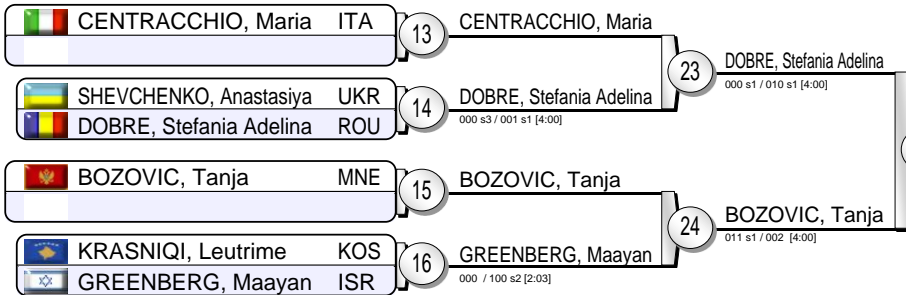 CENTRACCHIO, Maria ITA
13
CENTRACCHIO, Maria
SHEVCHENKO, Anastasiya UKR
DOBRE, Stefania Adelina ROU
14
DOBRE, Stefania Adelina
000 s3 / 001 s1 [4:00]
23
DOBRE, Stefania Adelina
000 s1 / 010 s1 [4:00]
BOZOVIC, Tanja MNE
15
BOZOVIC, Tanja
KRASNIQI, Leutrime KOS
GREENBERG, Maayan ISR
16
GREENBERG, Maayan
000 / 100 s2 [2:03]
24
BOZOVIC, Tanja
011 s1 / 002 [4:00]